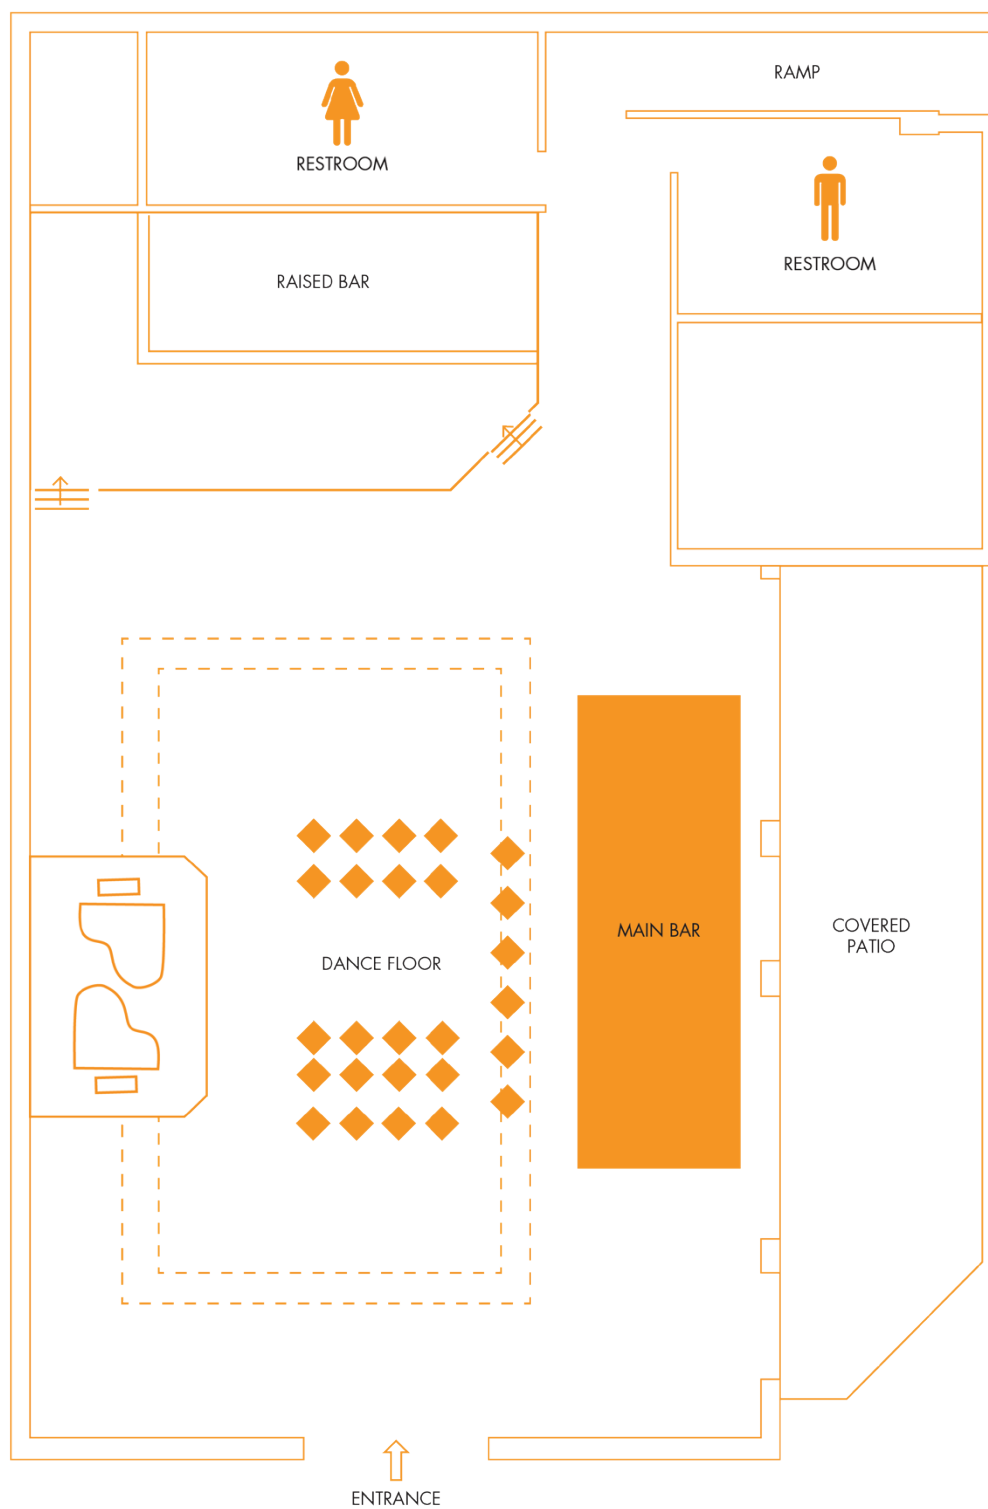 RAMP
RESTROOM
RESTROOM
RAISED BAR
MAIN BAR
COVERED
PATIO
DANCE FLOOR
ENTRANCE